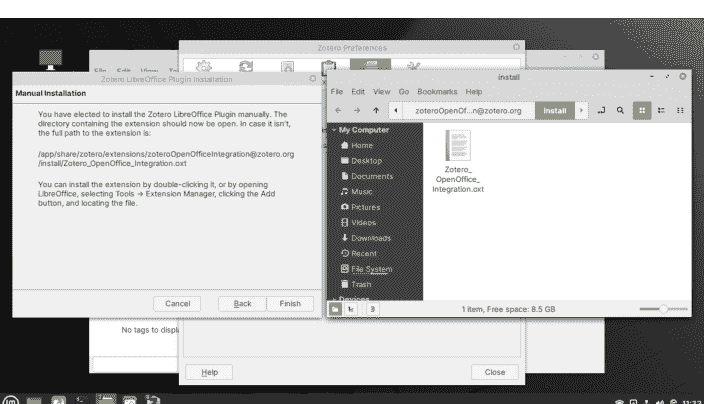 Zotero Preferences
File Edit View To
Zotero LibreOffice Plugin Installation
install
Manual Installation
File Edit View Go Bookmarks Help
zoteroOpenOf...n@zotero.org
install
You have elected to install the Zotero LibreOffice Plugin manually. The
directory containing the extension should now be open. In case it isn't,
the full path to the extension is:
/app/share/zotero/extensions/zoteroOpenOfficeIntegration@zotero.org
/install/Zotero_OpenOffice_Integration.oxt
You can install the extension by double-clicking it, or by opening
LibreOffice, selecting Tools → Extension Manager, clicking the Add
button, and locating the file.
Cancel
Back
Finish
My Computer
Home
Desktop
Documents
Music
Pictures
Videos
Downloads
Recent
File System
Trash
Devices
Zotero_
OpenOffice_
Integration.oxt
1 item, Free space: 8.5 GB
No tags to displa
Help
Close
11:33